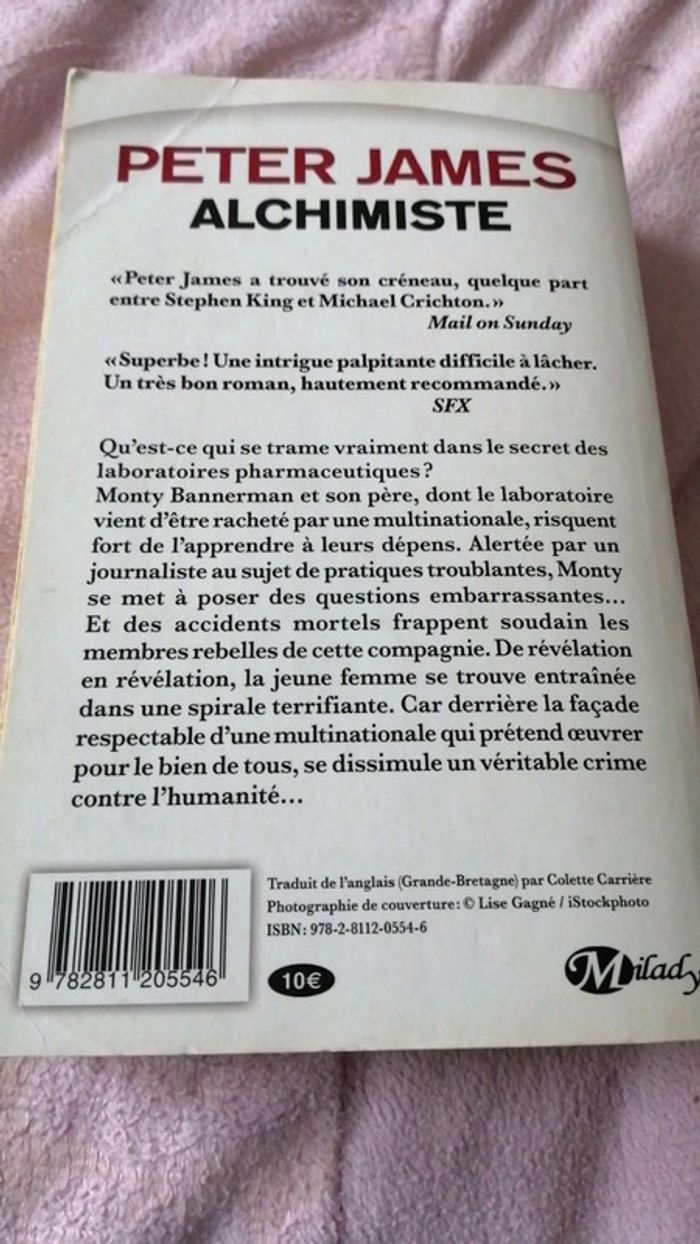 PETER JAMES
ALCHIMISTE
«Peter James a trouvé son créneau, quelque part
entre Stephen King et Michael Crichton.»
Mail on Sunday
«Superbe! Une intrigue palpitante difficile à lâcher.
Un très bon roman, hautement recommandé.»
SFX
Qu'est-ce qui se trame vraiment dans le secret des
laboratoires pharmaceutiques?
Monty Bannerman et son père, dont le laboratoire
vient d'être racheté par une multinationale, risquent
fort de l'apprendre à leurs dépens. Alertée par un
journaliste au sujet de pratiques troublantes, Monty
se met à poser des questions embarrassantes...
Et des accidents mortels frappent soudain les
membres rebelles de cette compagnie. De révélation
en révélation, la jeune femme se trouve entraînée
dans une spirale terrifiante. Car derrière la façade
respectable d'une multinationale qui prétend œuvrer
pour le bien de tous, se dissimule un véritable crime
contre l'humanité...
Traduit de l'anglais (Grande-Bretagne) par Colette Carrière
Photographie de couverture: © Lise Gagné / iStockphoto
ISBN: 978-2-8112-0554-6
9 782811 205546
10€
Milady